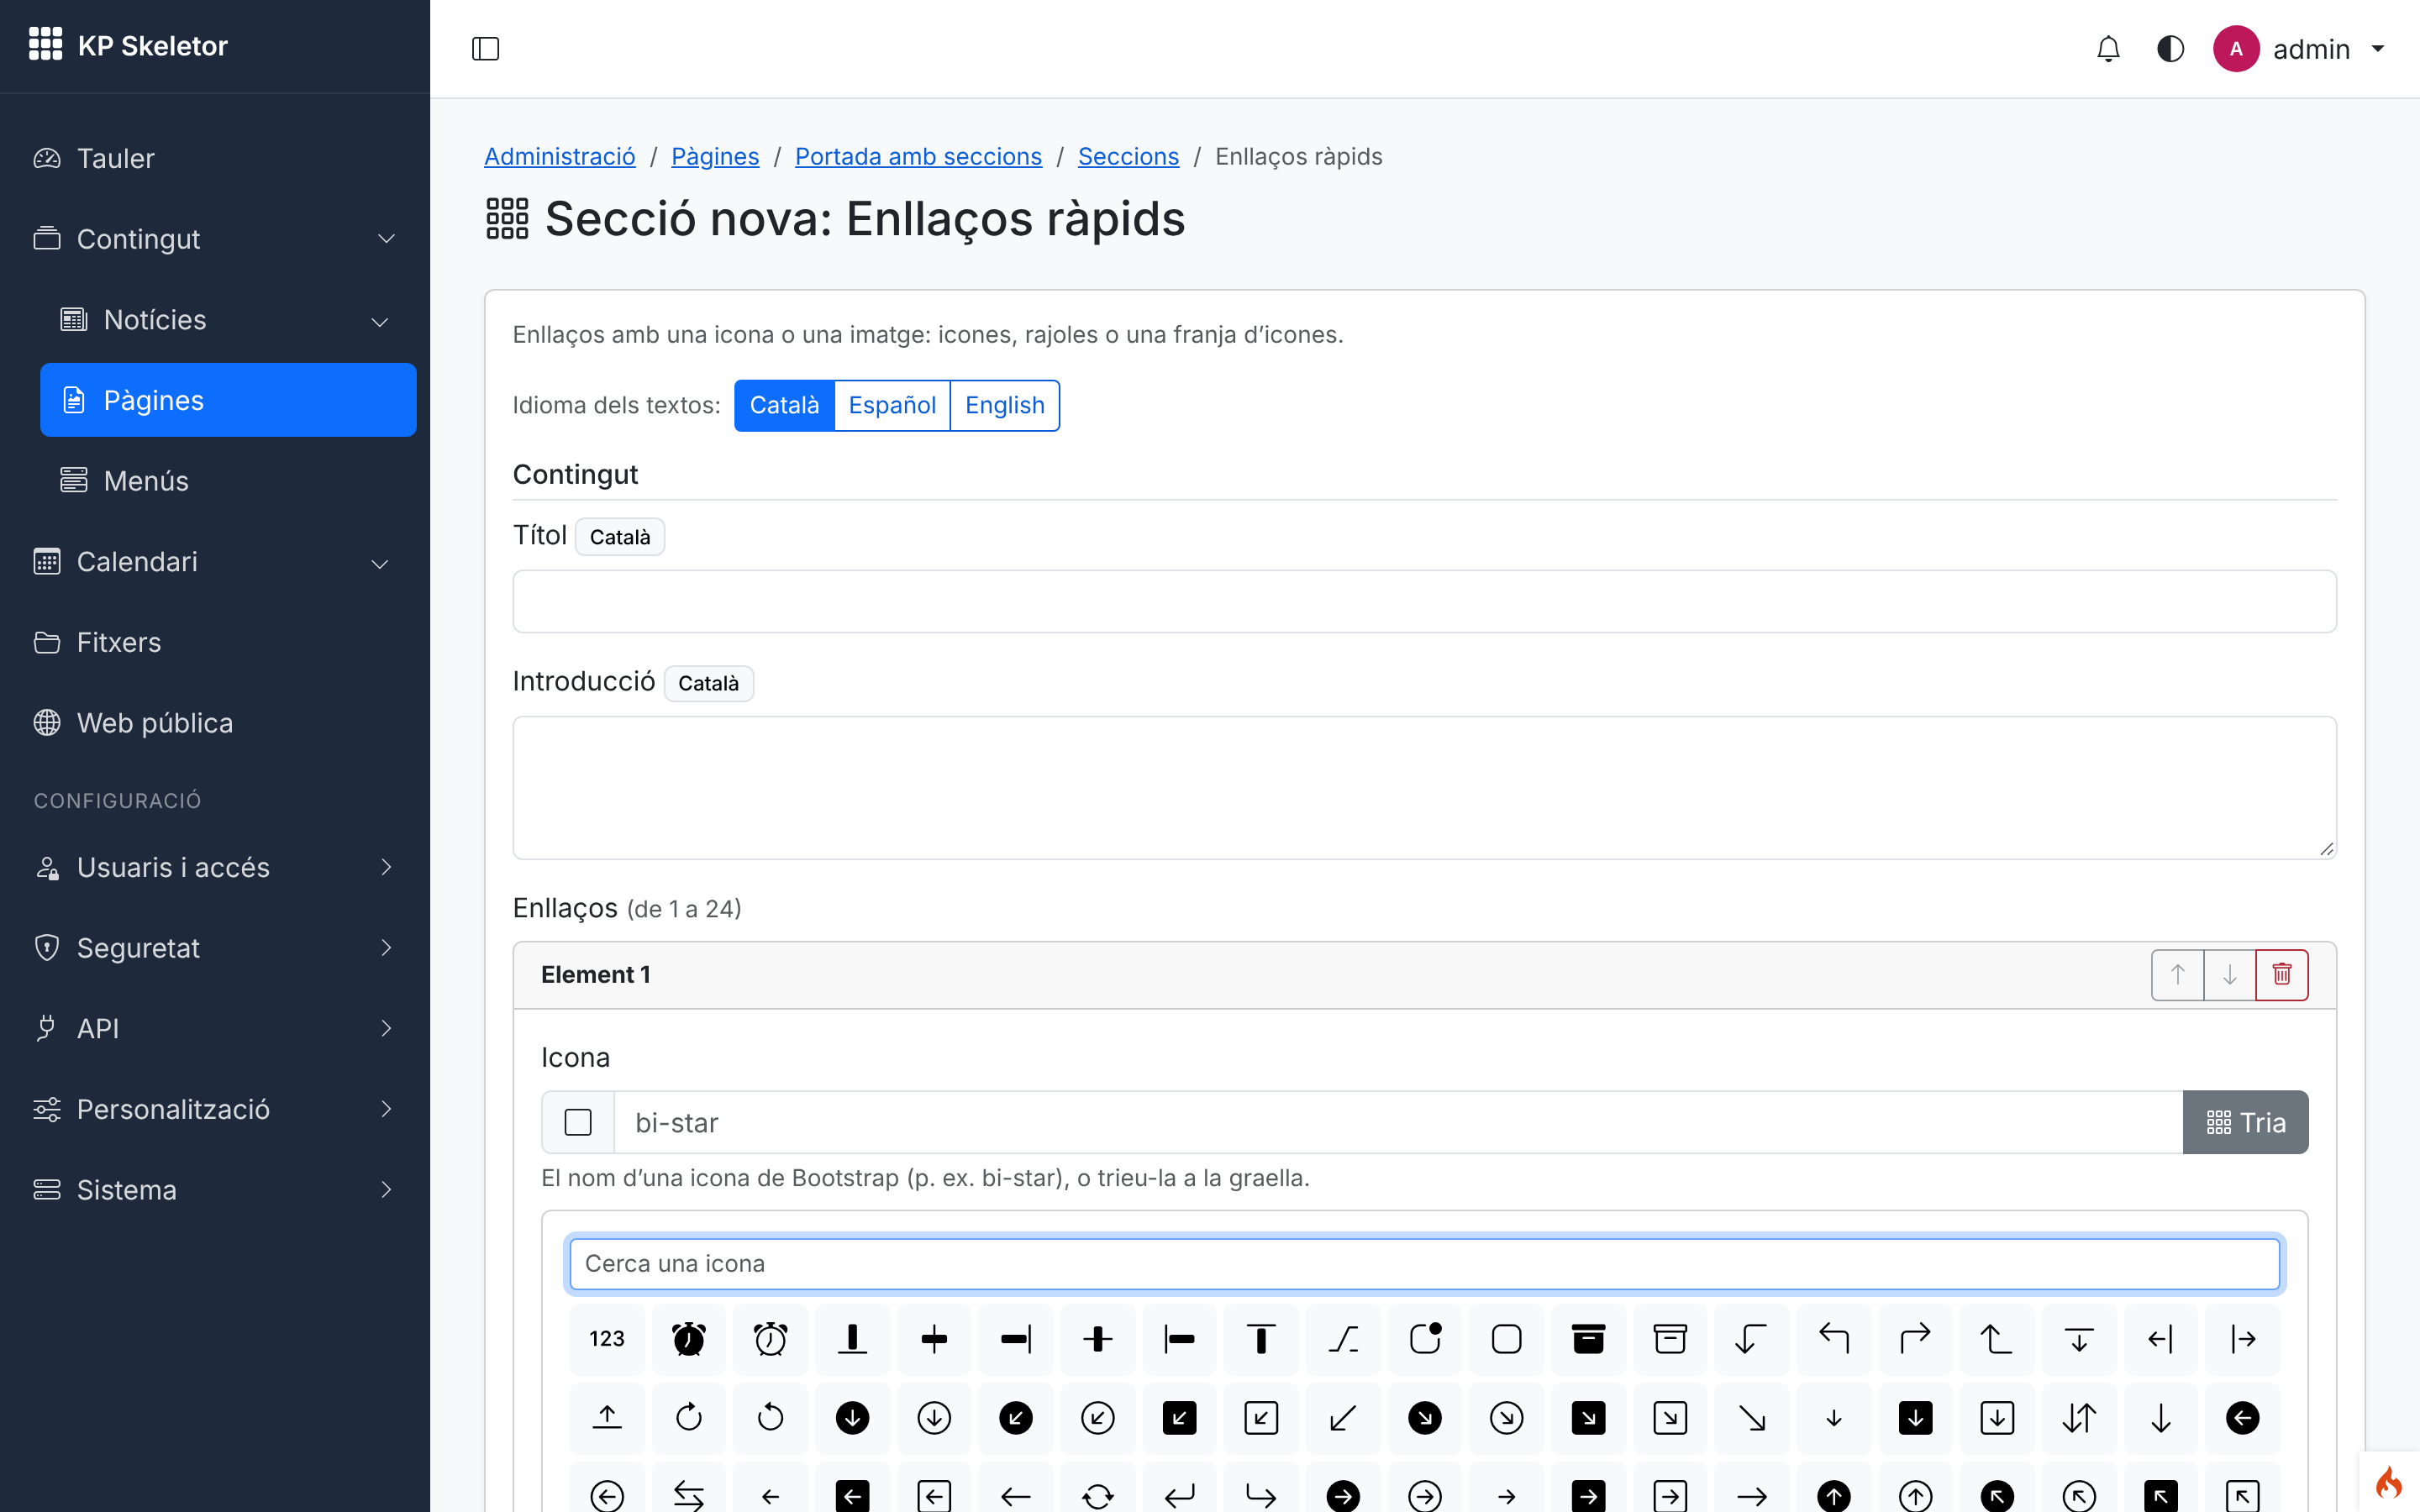 KP Skeletor
admin
A
Tauler
Contingut
Notícies
Pàgines
Menús
Calendari
Fitxers
Web pública
CONFIGURACIÓ
Usuaris i accés
Seguretat
API
Personalització
Sistema
Administració / Pàgines / Portada amb seccions / Seccions / Enllaços ràpids
Secció nova: Enllaços ràpids
Enllaços amb una icona o una imatge: icones, rajoles o una franja d’icones.
Idioma dels textos: Català Español English
Contingut
Títol Català
Introducció Català
Enllaços (de 1 a 24)
Element 1
Icona
bi-star
Tria
El nom d’una icona de Bootstrap (p. ex. bi-star), o trieu-la a la graella.
Cerca una icona
123